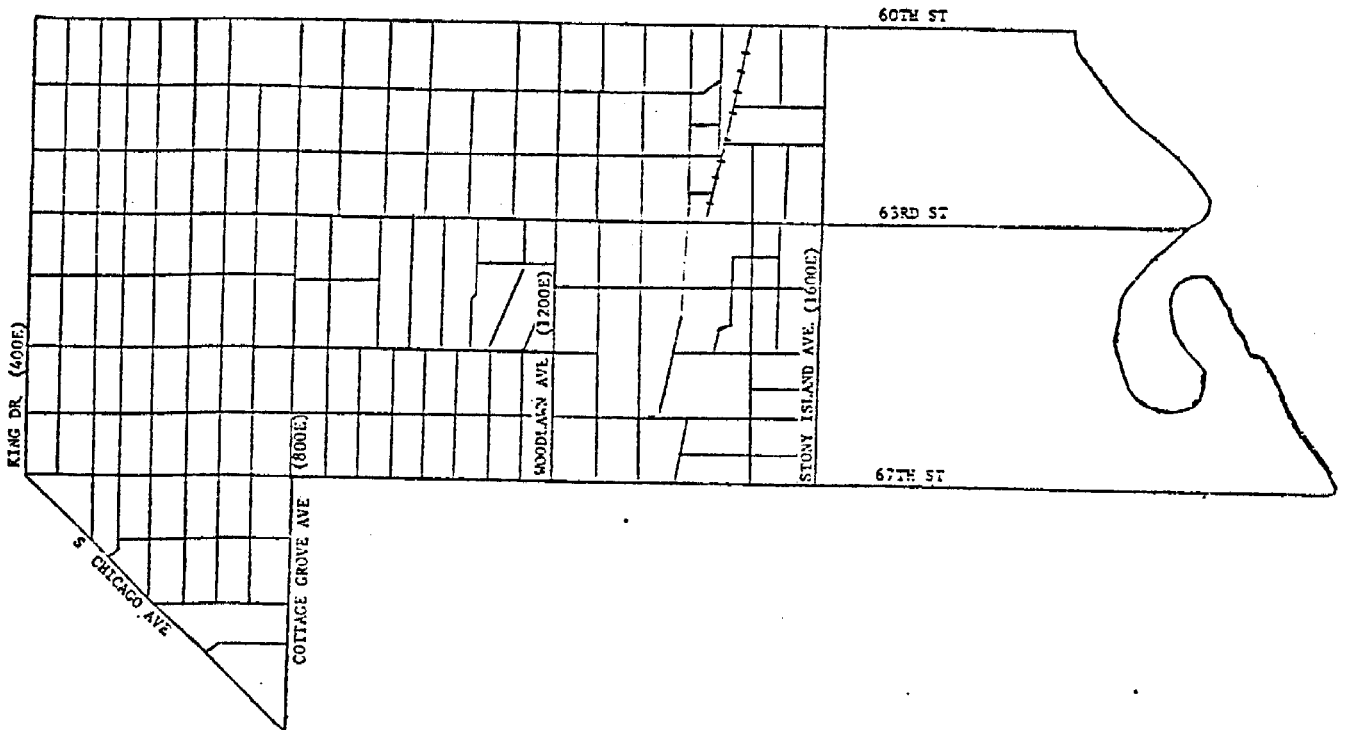 60TH ST
63RD ST
KING DR. (400E)
(800E)
WOODLAWN AVE (1200E)
STONY ISLAND AVE. (1600E)
67TH ST
S CHICAGO AVE
COTTAGE GROVE AVE